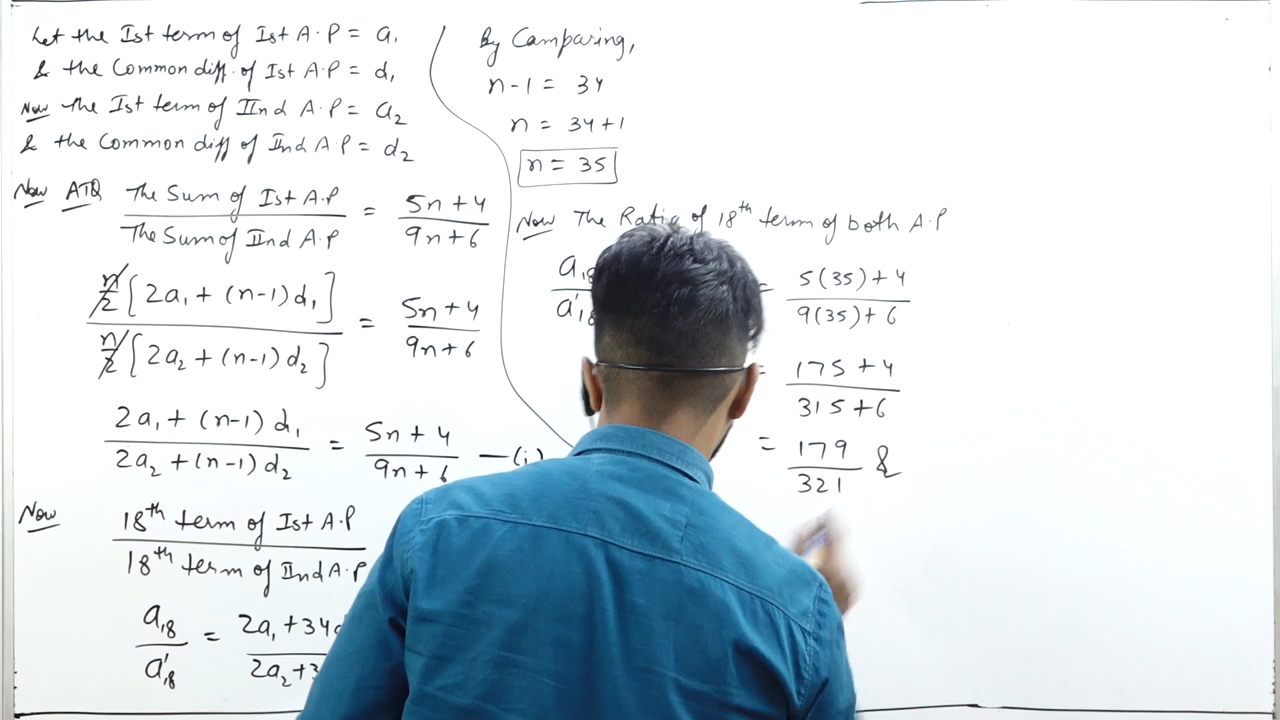 Let the Ist term of Ist A.P = a₁
& the Common diff. of Ist A.P = d₁
Now the Ist term of IInd A.P = a₂
& the Common diff of IInd A.P = d₂
Now ATQ The Sum of Ist A.P / The Sum of IInd A.P = 5n+4 / 9n+6
n/2 [2a₁ + (n-1)d₁] / n/2 [2a₂ + (n-1)d₂] = 5n+4 / 9n+6
2a₁ + (n-1) d₁ / 2a₂ + (n-1) d₂ = 5n+4 / 9n+6 —(i)
Now 18th term of Ist A.P / 18th term of IInd A.P
a₁₈ / a'₁₈ = 2a₁ + 34 / 2a₂ + 3
By Comparing,
n-1 = 34
n = 34+1
n = 35
Now The Ratio of 18th term of both A.P
a₁₈ / a'₁₈ = 5(35)+4 / 9(35)+6
= 175+4 / 315+6
= 179 / 321 &